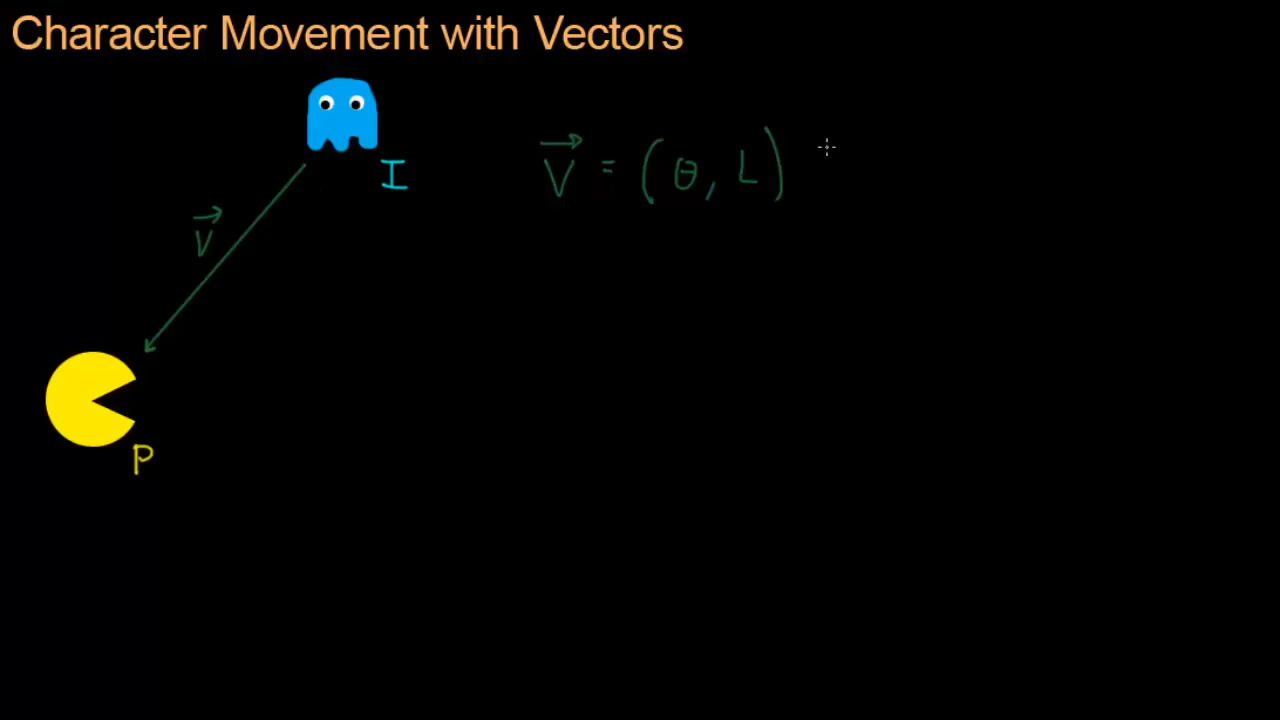 Character Movement with Vectors
I
V = (θ, L)
V
P